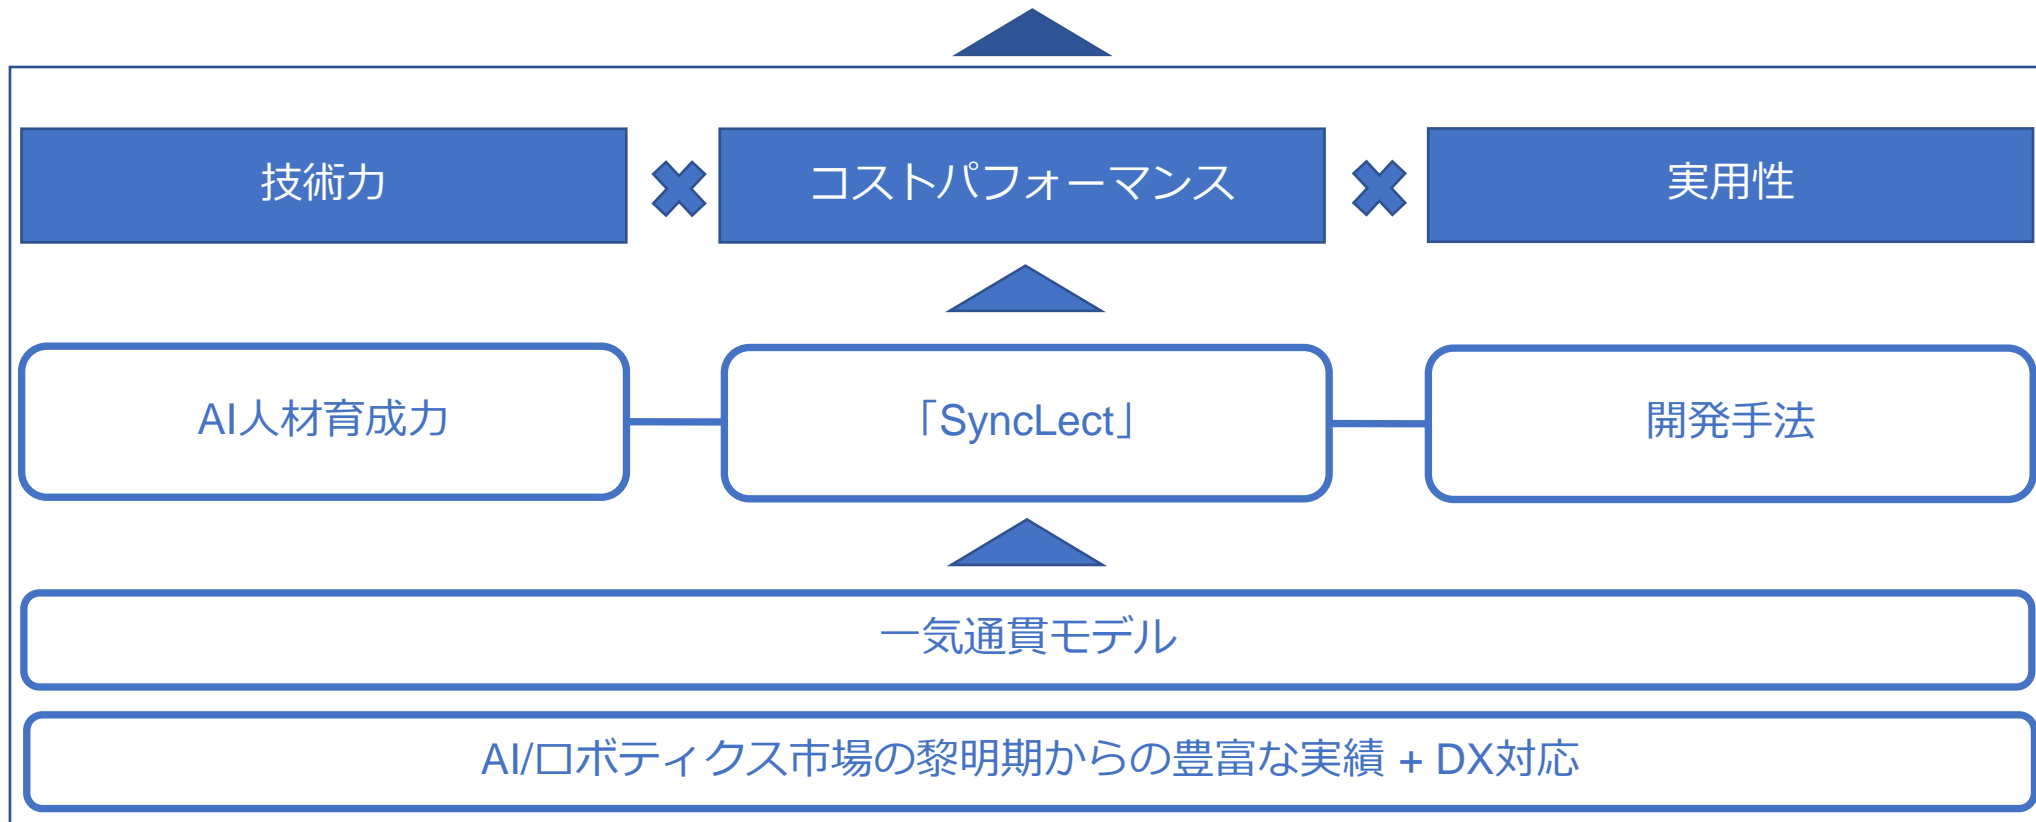 技術力
コストパフォーマンス
実用性
AI人材育成力
「SyncLect」
開発手法
一気通貫モデル
AI/ロボティクス市場の黎明期からの豊富な実績 + DX対応